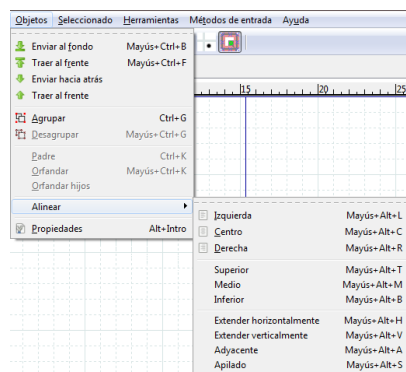 Objetos Seleccionado Herramientas Métodos de entrada Ayuda
Enviar al fondo Mayús+Ctrl+B
Traer al frente Mayús+Ctrl+F
Enviar hacia atrás
Traer al frente
15 20 25
Agrupar Ctrl+G
Desagrupar Mayús+Ctrl+G
Padre Ctrl+K
Orfandar Mayús+Ctrl+K
Orfandar hijos
Alinear
Propiedades Alt+Intro
Izquierda Mayús+Alt+L
Centro Mayús+Alt+C
Derecha Mayús+Alt+R
Superior Mayús+Alt+T
Medio Mayús+Alt+M
Inferior Mayús+Alt+B
Extender horizontalmente Mayús+Alt+H
Extender verticalmente Mayús+Alt+V
Adyacente Mayús+Alt+A
Apilado Mayús+Alt+S